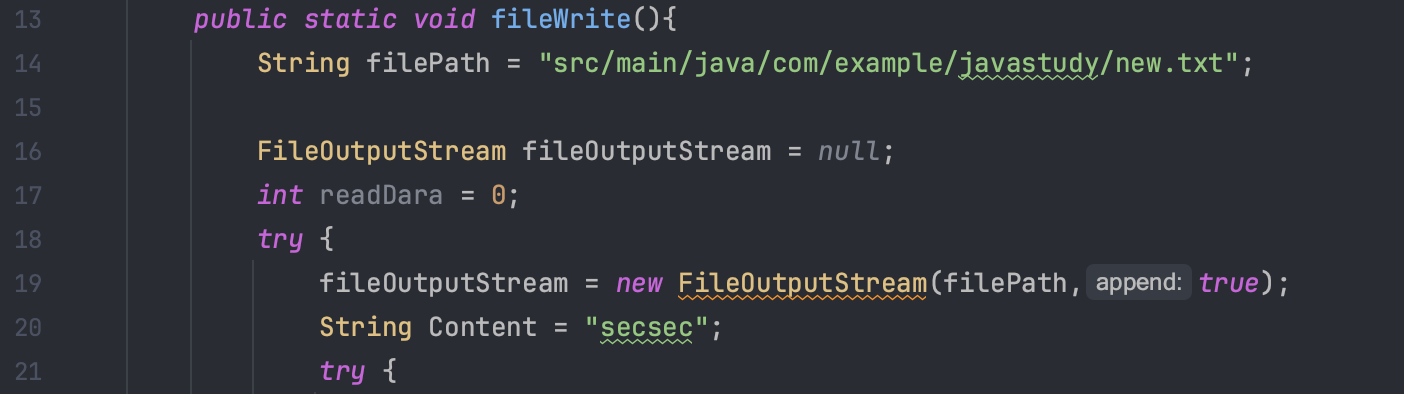 13 public static void fileWrite(){
14 String filePath = "src/main/java/com/example/javastudy/new.txt";
15
16 FileOutputStream fileOutputStream = null;
17 int readDara = 0;
18 try {
19 fileOutputStream = new FileOutputStream(filePath, append: true);
20 String Content = "secsec";
21 try {